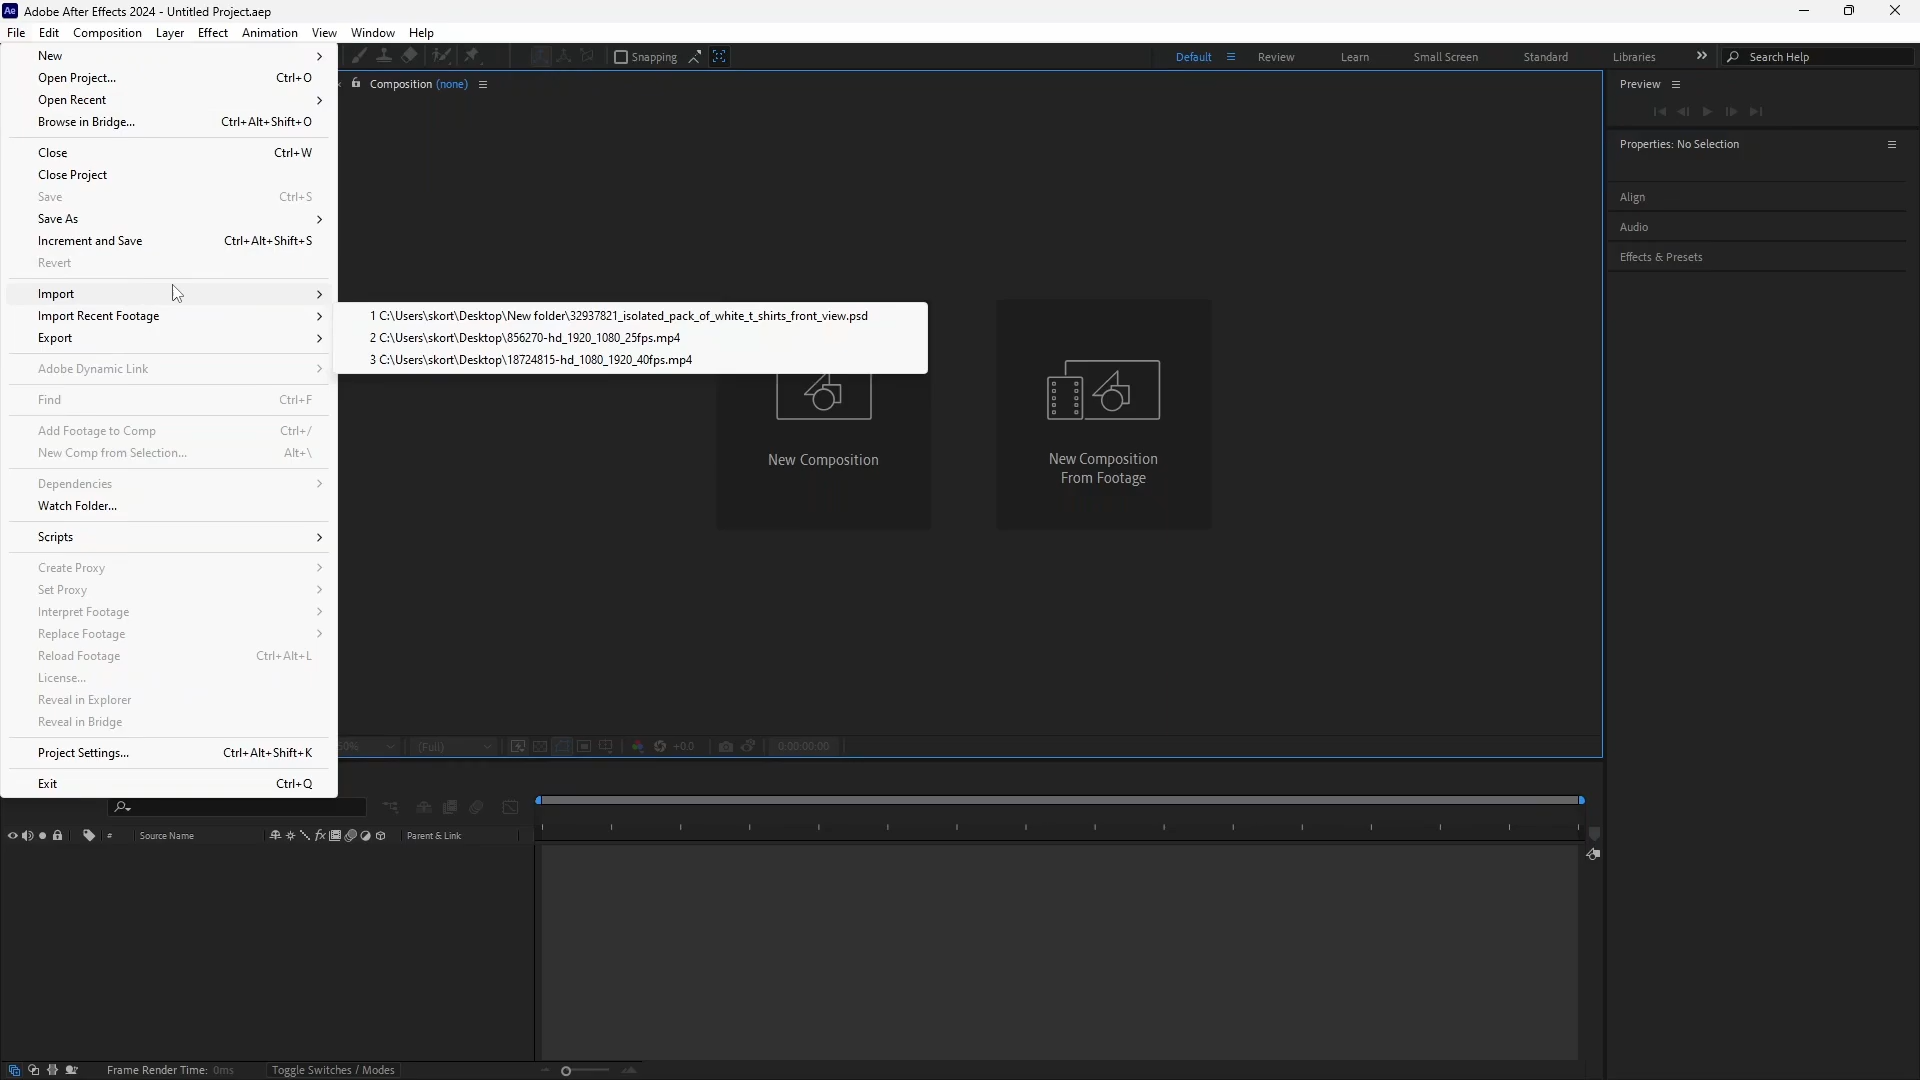 Ae Adobe After Effects 2024 - Untitled Project.aep
File Edit Composition Layer Effect Animation View Window Help
Snapping Default Review Learn Small Screen Standard Libraries Search Help
New
Open Project... Ctrl+O
Open Recent
Browse in Bridge... Ctrl+Alt+Shift+O
Close Ctrl+W
Close Project
Save Ctrl+S
Save As
Increment and Save Ctrl+Alt+Shift+S
Revert
Import
Import Recent Footage
Export
Adobe Dynamic Link
Find Ctrl+F
Add Footage to Comp Ctrl+/
New Comp from Selection... Alt+\
Dependencies
Watch Folder...
Scripts
Create Proxy
Set Proxy
Interpret Footage
Replace Footage
Reload Footage Ctrl+Alt+L
License...
Reveal in Explorer
Reveal in Bridge
Project Settings... Ctrl+Alt+Shift+K
Exit Ctrl+Q
1 C:\Users\skort\Desktop\New folder\32937821_isolated_pack_of_white_t_shirts_front_view.psd
2 C:\Users\skort\Desktop\856270-hd_1920_1080_25fps.mp4
3 C:\Users\skort\Desktop\18724815-hd_1080_1920_40fps.mp4
Composition (none)
New Composition
New Composition
From Footage
(Full) +0.0 0:00:00:00
Preview
Properties: No Selection
Align
Audio
Effects & Presets
# Source Name fx Parent & Link
Frame Render Time: 0ms Toggle Switches / Modes